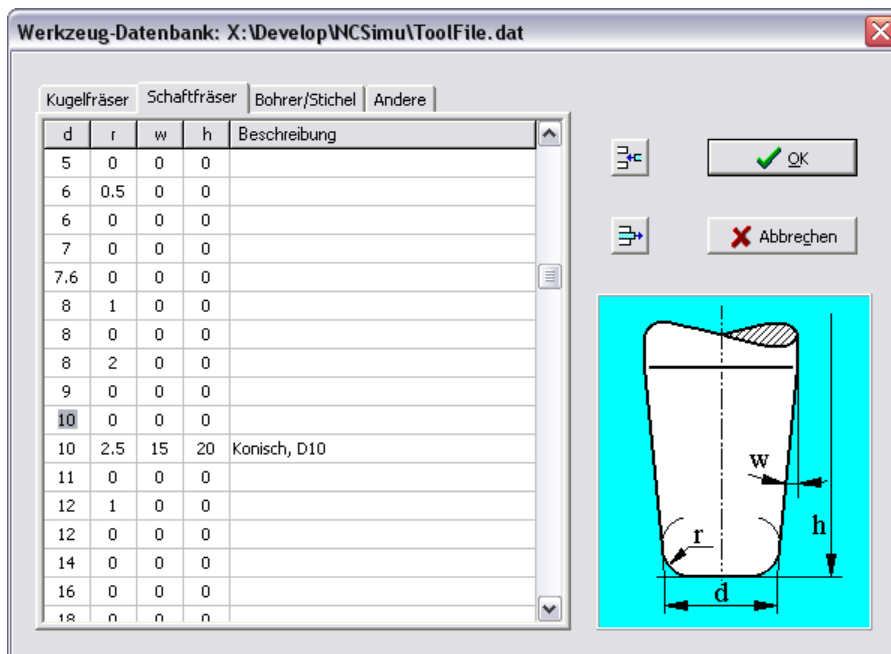 Werkzeug-Datenbank: X:\Develop\NCSimu\ToolFile.dat
Kugelfräser Schaftfräser Bohrer/Stichel Andere
d r w h Beschreibung
5 0 0 0
6 0.5 0 0
6 0 0 0
7 0 0 0
7.6 0 0 0
8 1 0 0
8 0 0 0
8 2 0 0
9 0 0 0
10 0 0 0
10 2.5 15 20 Konisch, D10
11 0 0 0
12 1 0 0
12 0 0 0
14 0 0 0
16 0 0 0
18 0 0 0
OK
Abbrechen
w
h
r
d